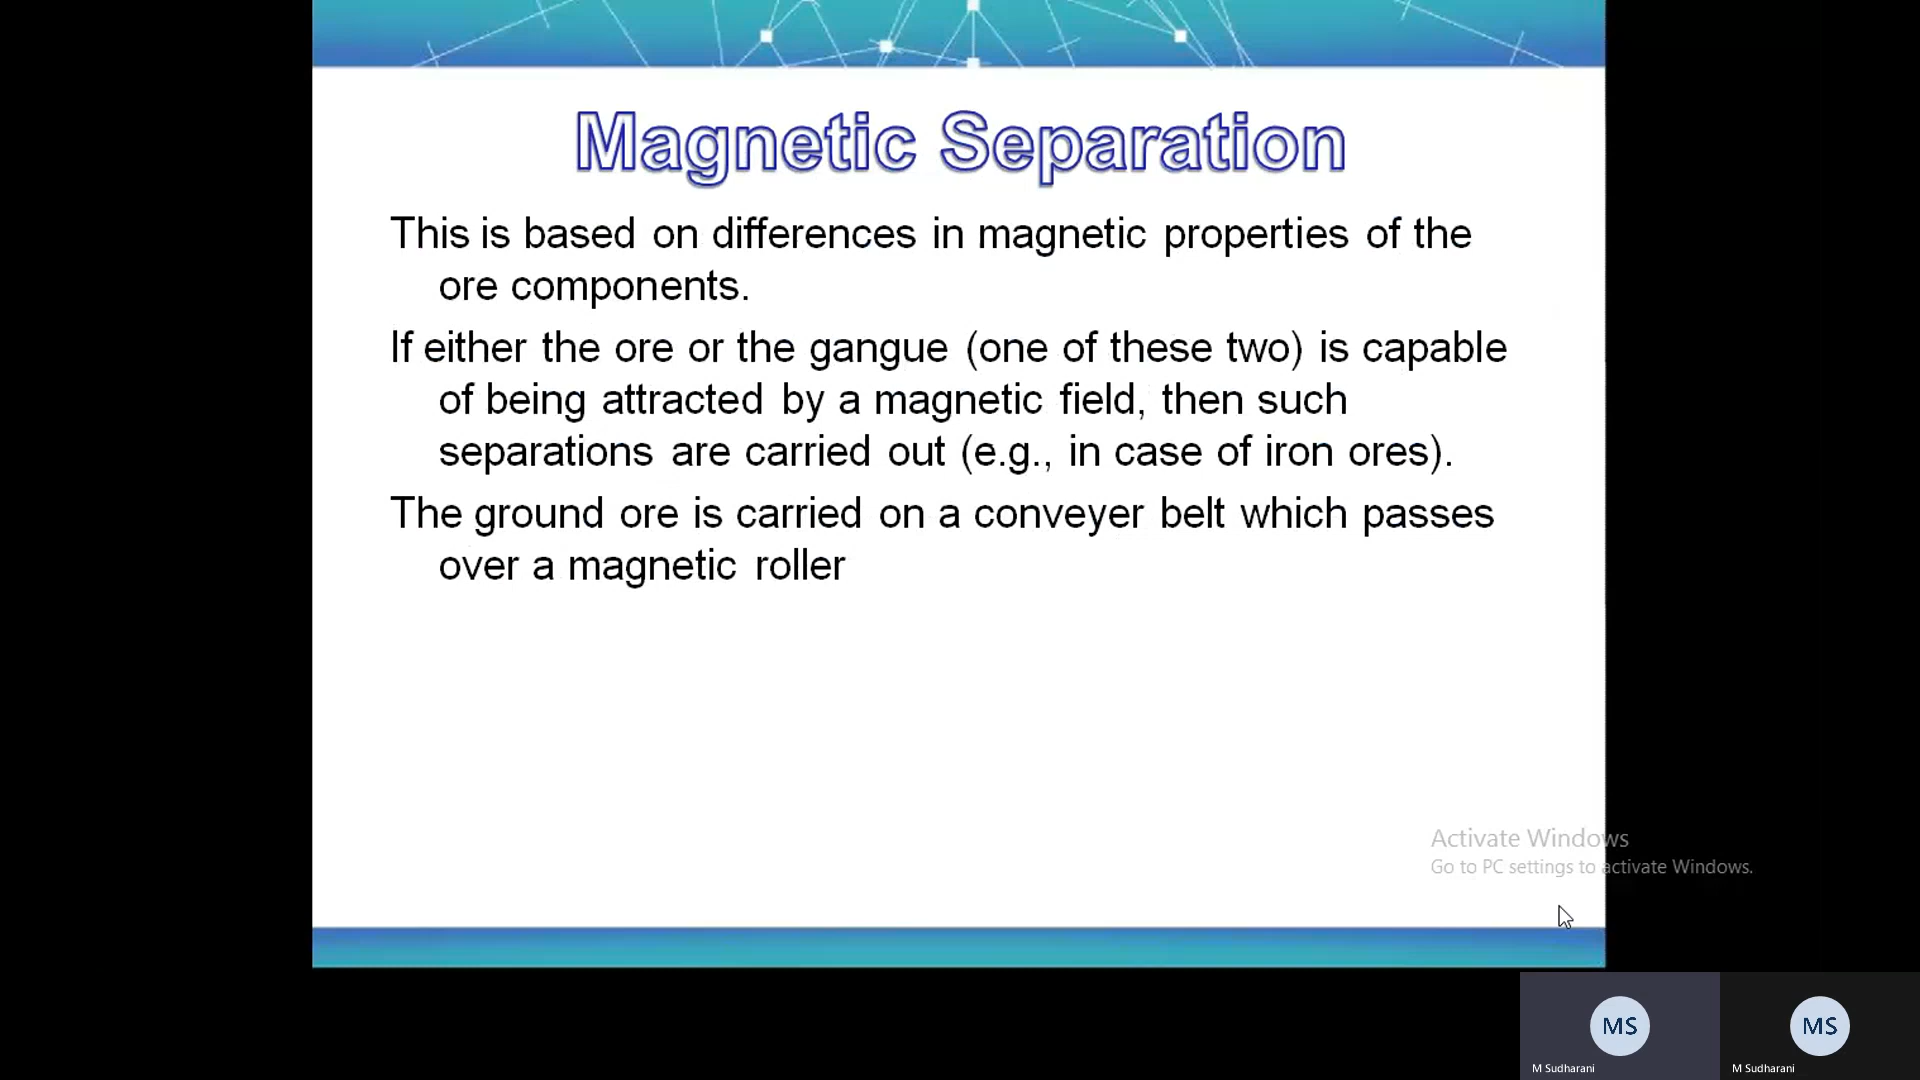 Magnetic Separation
This is based on differences in magnetic properties of the
ore components.
If either the ore or the gangue (one of these two) is capable
of being attracted by a magnetic field, then such
separations are carried out (e.g., in case of iron ores).
The ground ore is carried on a conveyer belt which passes
over a magnetic roller
Activate Windows
Go to PC settings to activate Windows.
MS
M Sudharani
MS
M Sudharani